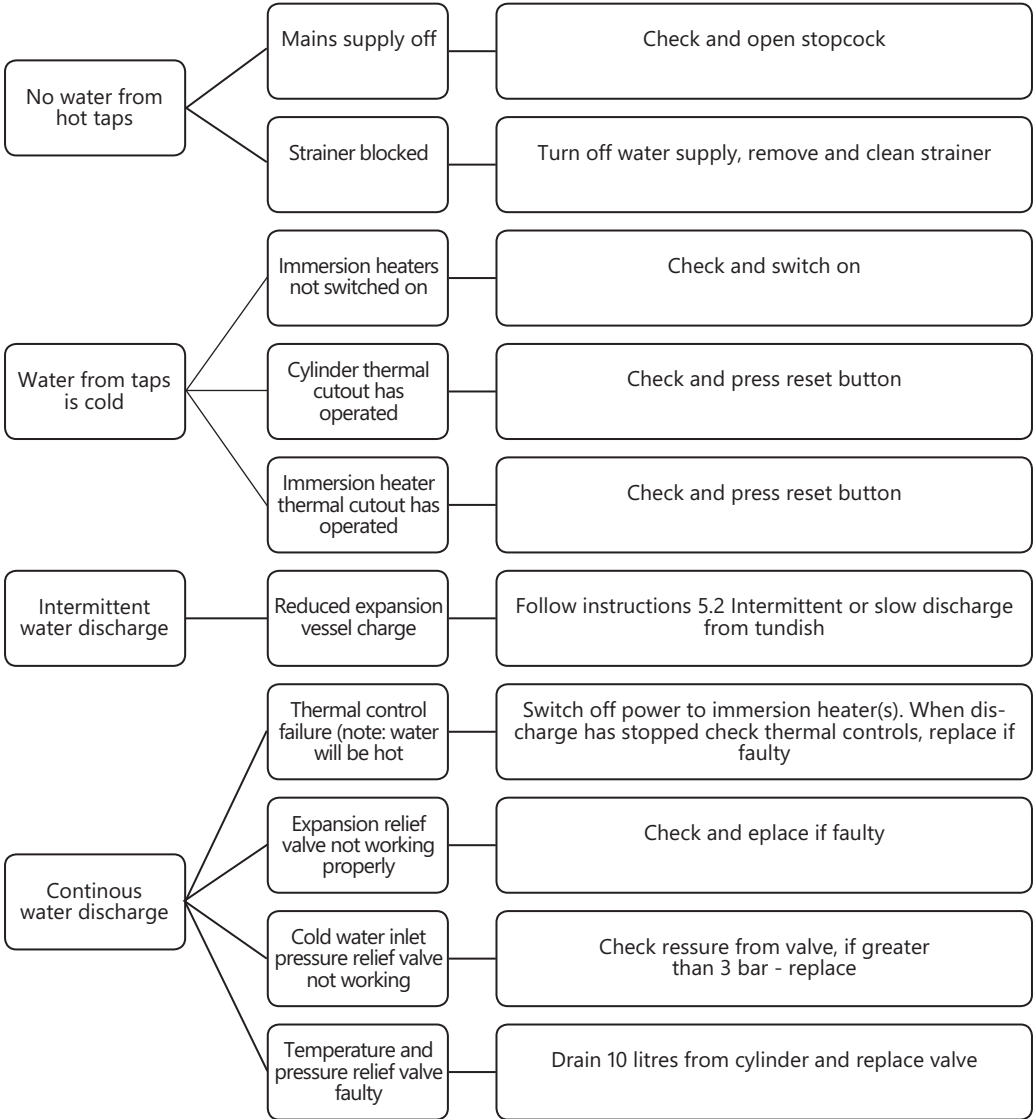 No water from
hot taps
Mains supply off
Check and open stopcock
Strainer blocked
Turn off water supply, remove and clean strainer
Water from taps
is cold
Immersion heaters
not switched on
Check and switch on
Cylinder thermal
cutout has
operated
Check and press reset button
Immersion heater
thermal cutout has
operated
Check and press reset button
Intermittent
water discharge
Reduced expansion
vessel charge
Follow instructions 5.2 Intermittent or slow discharge
from tundish
Continous
water discharge
Thermal control
failure (note: water
will be hot
Switch off power to immersion heater(s). When dis-
charge has stopped check thermal controls, replace if
faulty
Expansion relief
valve not working
properly
Check and eplace if faulty
Cold water inlet
pressure relief valve
not working
Check ressure from valve, if greater
than 3 bar - replace
Temperature and
pressure relief valve
faulty
Drain 10 litres from cylinder and replace valve